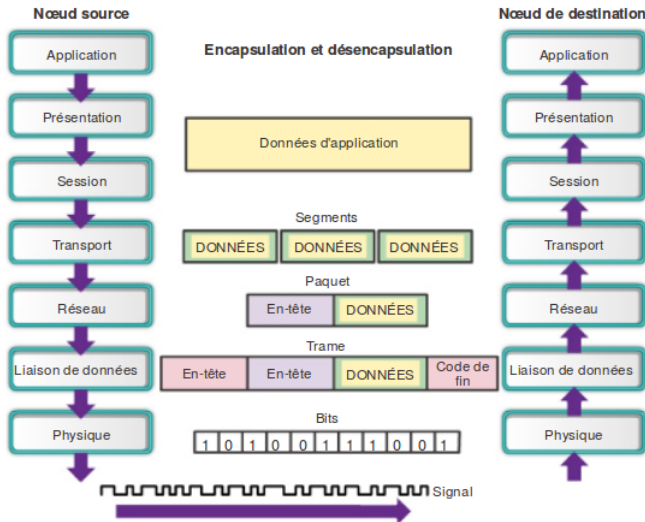 Nœud source
Encapsulation et désencapsulation
Nœud de destination
Application
Application
Présentation
Présentation
Données d'application
Session
Session
Segments
Transport
DONNÉES DONNÉES DONNÉES
Transport
Paquet
Réseau
En-tête DONNÉES
Réseau
Trame
Liaison de données
En-tête En-tête DONNÉES Code de
fin
Liaison de données
Bits
Physique
1 0 1 0 0 1 1 1 0 0 1
Physique
Signal